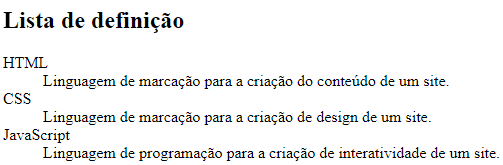 Lista de definição
HTML
Linguagem de marcação para a criação do conteúdo de um site.
CSS
Linguagem de marcação para a criação de design de um site.
JavaScript
Linguagem de programação para a criação de interatividade de um site.